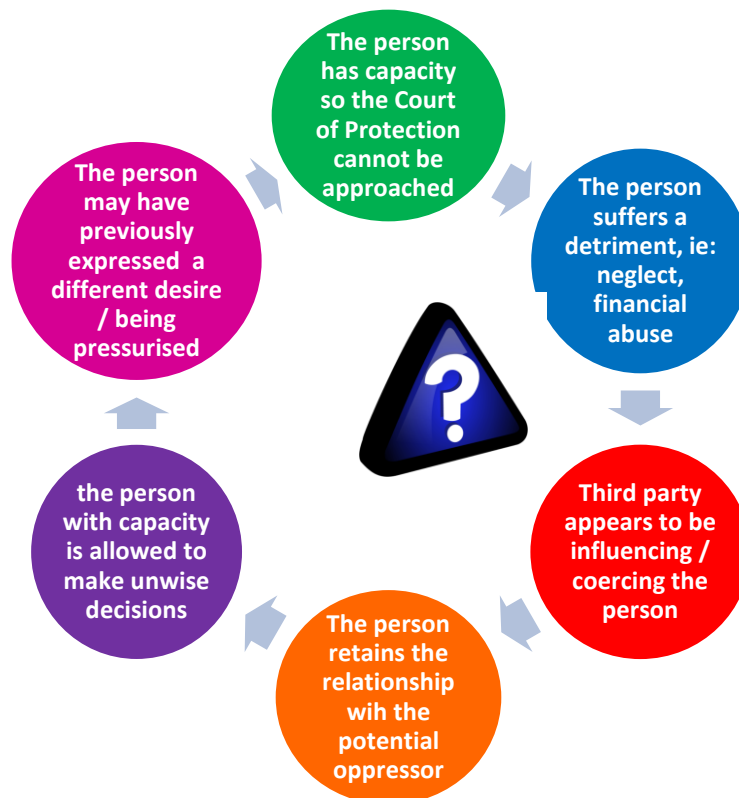 The person
has capacity
so the Court
of Protection
cannot be
approached
The person
suffers a
detriment, ie:
neglect,
financial
abuse
Third party
appears to be
influencing /
coercing the
person
The person
retains the
relationship
wih the
potential
oppressor
the person
with capacity
is allowed to
make unwise
decisions
The person
may have
previously
expressed a
different desire
/ being
pressurised
?